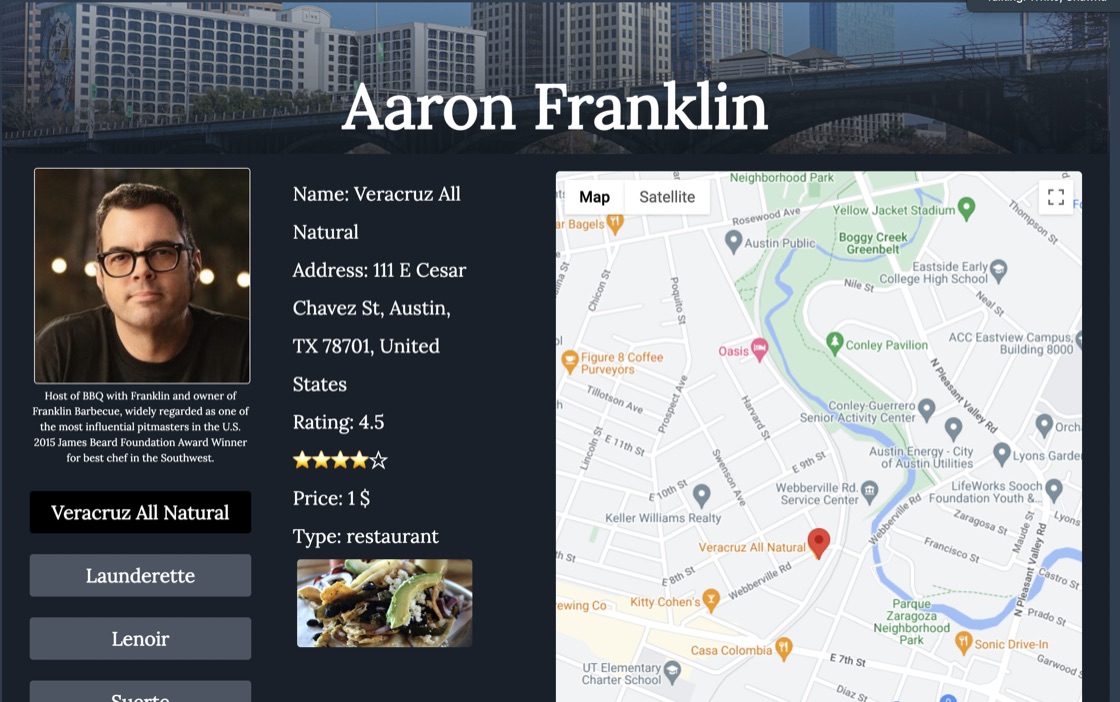 Aaron Franklin
Host of BBQ with Franklin and owner of
Franklin Barbecue, widely regarded as one of
the most influential pitmasters in the U.S.
2015 James Beard Foundation Award Winner
for best chef in the Southwest.
Veracruz All Natural
Launderette
Lenoir
Name: Veracruz All
Natural
Address: 111 E Cesar
Chavez St, Austin,
TX 78701, United
States
Rating: 4.5
Price: 1 $
Type: restaurant
Map
Satellite
Neighborhood Park
Rosewood Ave
Yellow Jacket Stadium
Thompson St
ar Bagels
Austin Public
Boggy Creek
Greenbelt
Eastside Early
College High School
Chicon St
Poquito St
Nile St
Neal St
Oasis
Conley Pavilion
ACC Eastview Campus,
Building 8000
Figure 8 Coffee
Purveyors
Tillotson Ave
Prospect Ave
Harvard St
N Pleasant Valley Rd
Conley-Guerrero
Senior Activity Center
Orch
Lincoln St
E 11th St
Swenson Ave
E 9th St
Austin Energy - City
of Austin Utilities
Lyons Garde
E 10th St
Webberville Rd.
Service Center
LifeWorks Sooch
Foundation Youth &...
Keller Williams Realty
Webberville Rd
Zaragosa St
Maude St
Lyons
Veracruz All Natural
Francisco St
N Pleasant Valley Rd
th St
E 8th St
Webberville Rd
Castro St
ewing Co
Kitty Cohen's
Parque
Zaragoza
Neighborhood
Park
Prado St
Casa Colombia
Sonic Drive-In
E 7th St
Garwood S
UT Elementary
Charter School
Diaz St